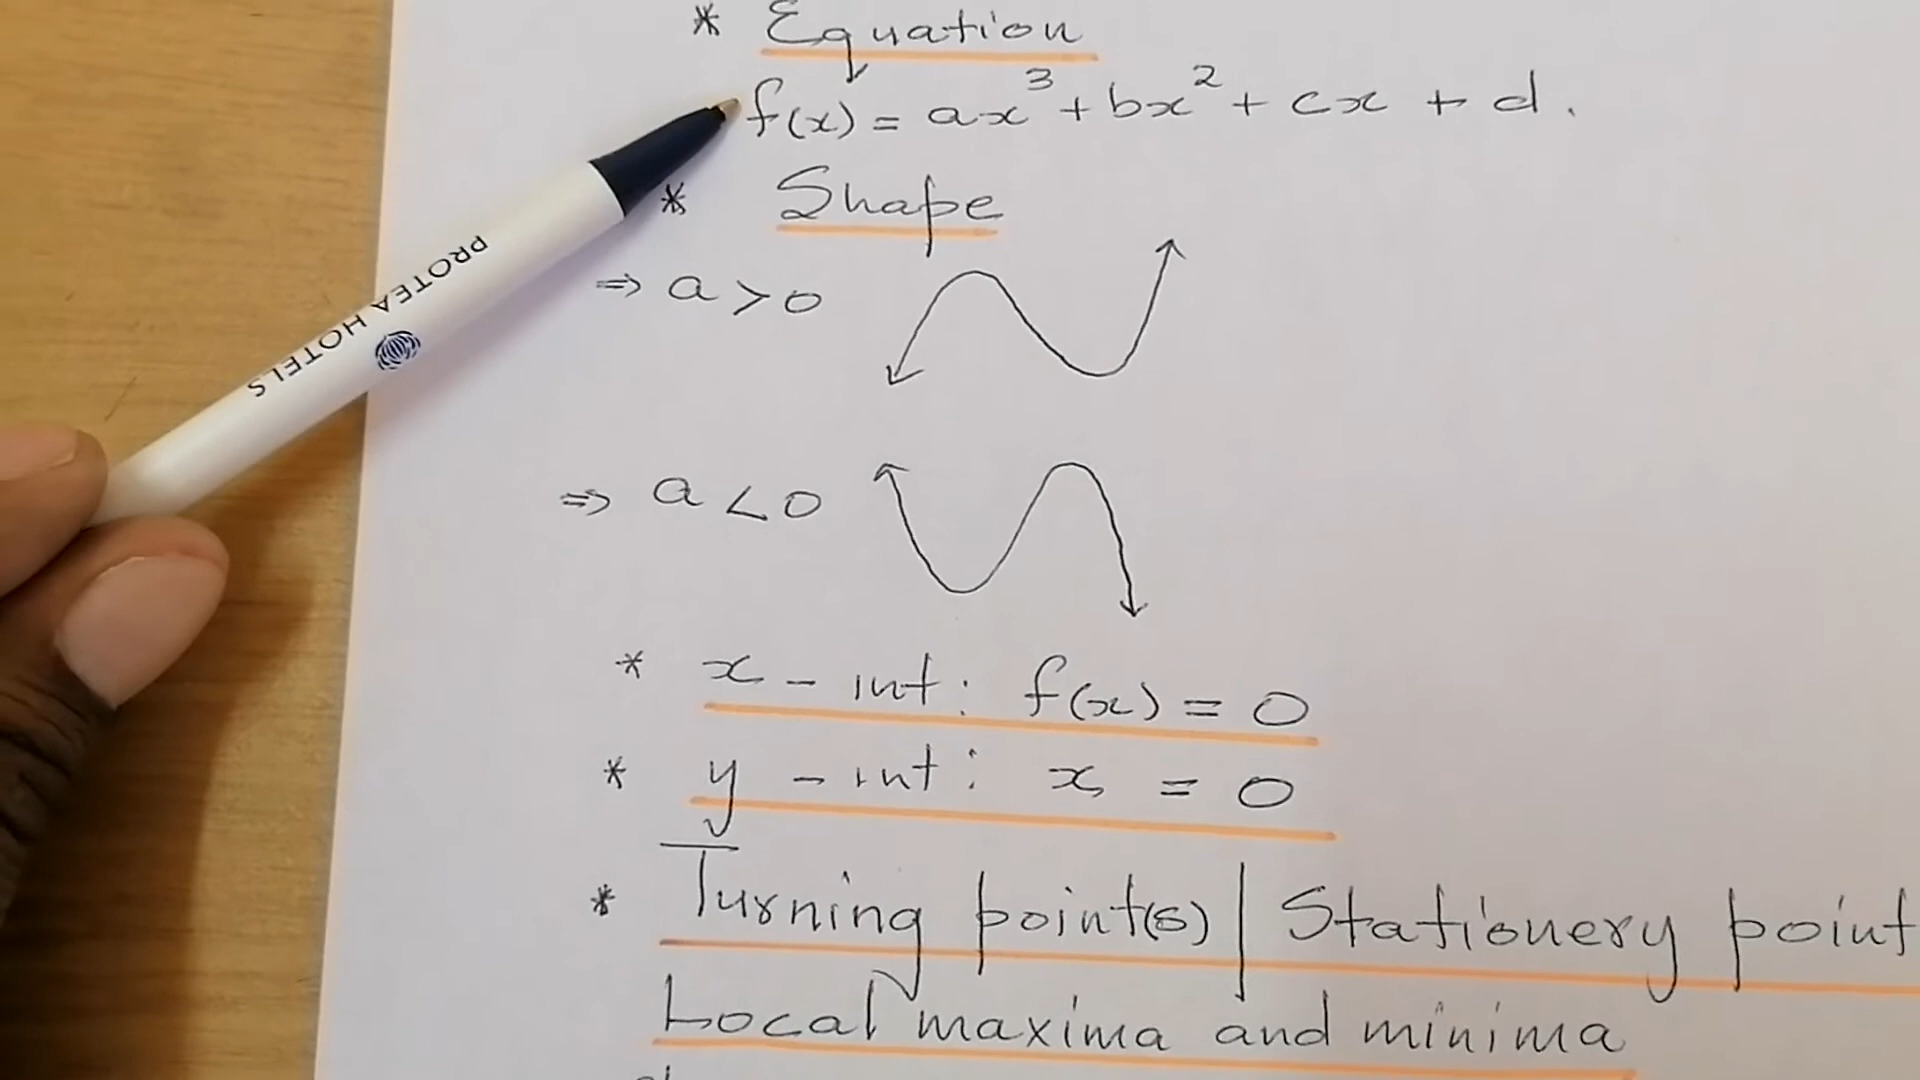 * Equation
f(x) = ax³ + bx² + cx + d.
* Shape
⇒ a > 0
⇒ a < 0
* x - int : f(x) = 0
* y - int : x = 0
* Turning point(s) | Stationery point
Local maxima and minima
PROTEA HOTELS